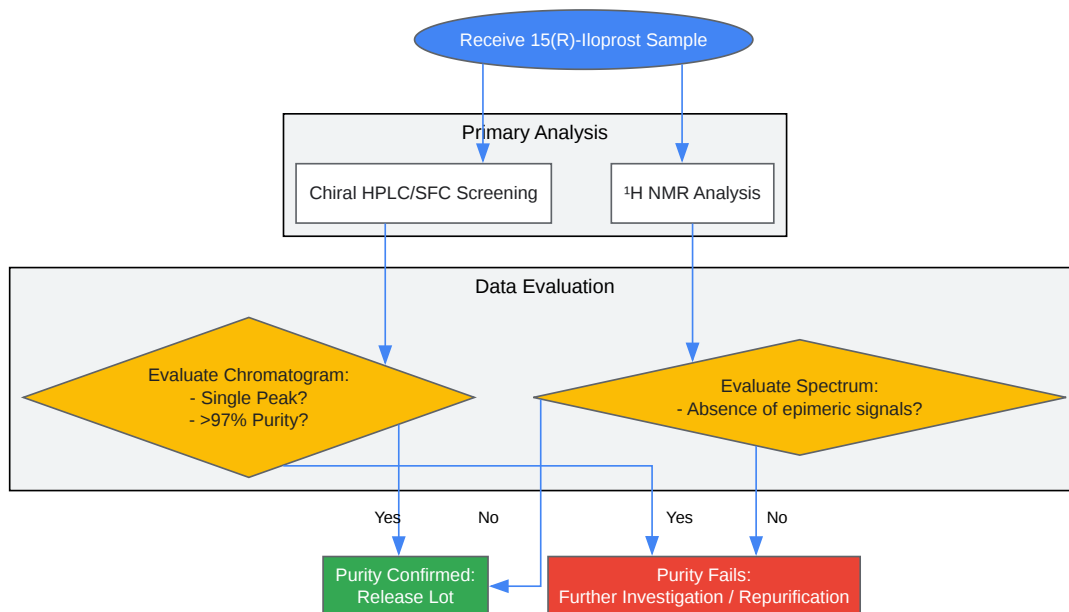 Receive 15(R)-Iloprost Sample
Primary Analysis
Chiral HPLC/SFC Screening
¹H NMR Analysis
Data Evaluation
Evaluate Chromatogram:
- Single Peak?
- >97% Purity?
Evaluate Spectrum:
- Absence of epimeric signals?
Yes
No
Yes
No
Purity Confirmed:
Release Lot
Purity Fails:
Further Investigation / Repurification